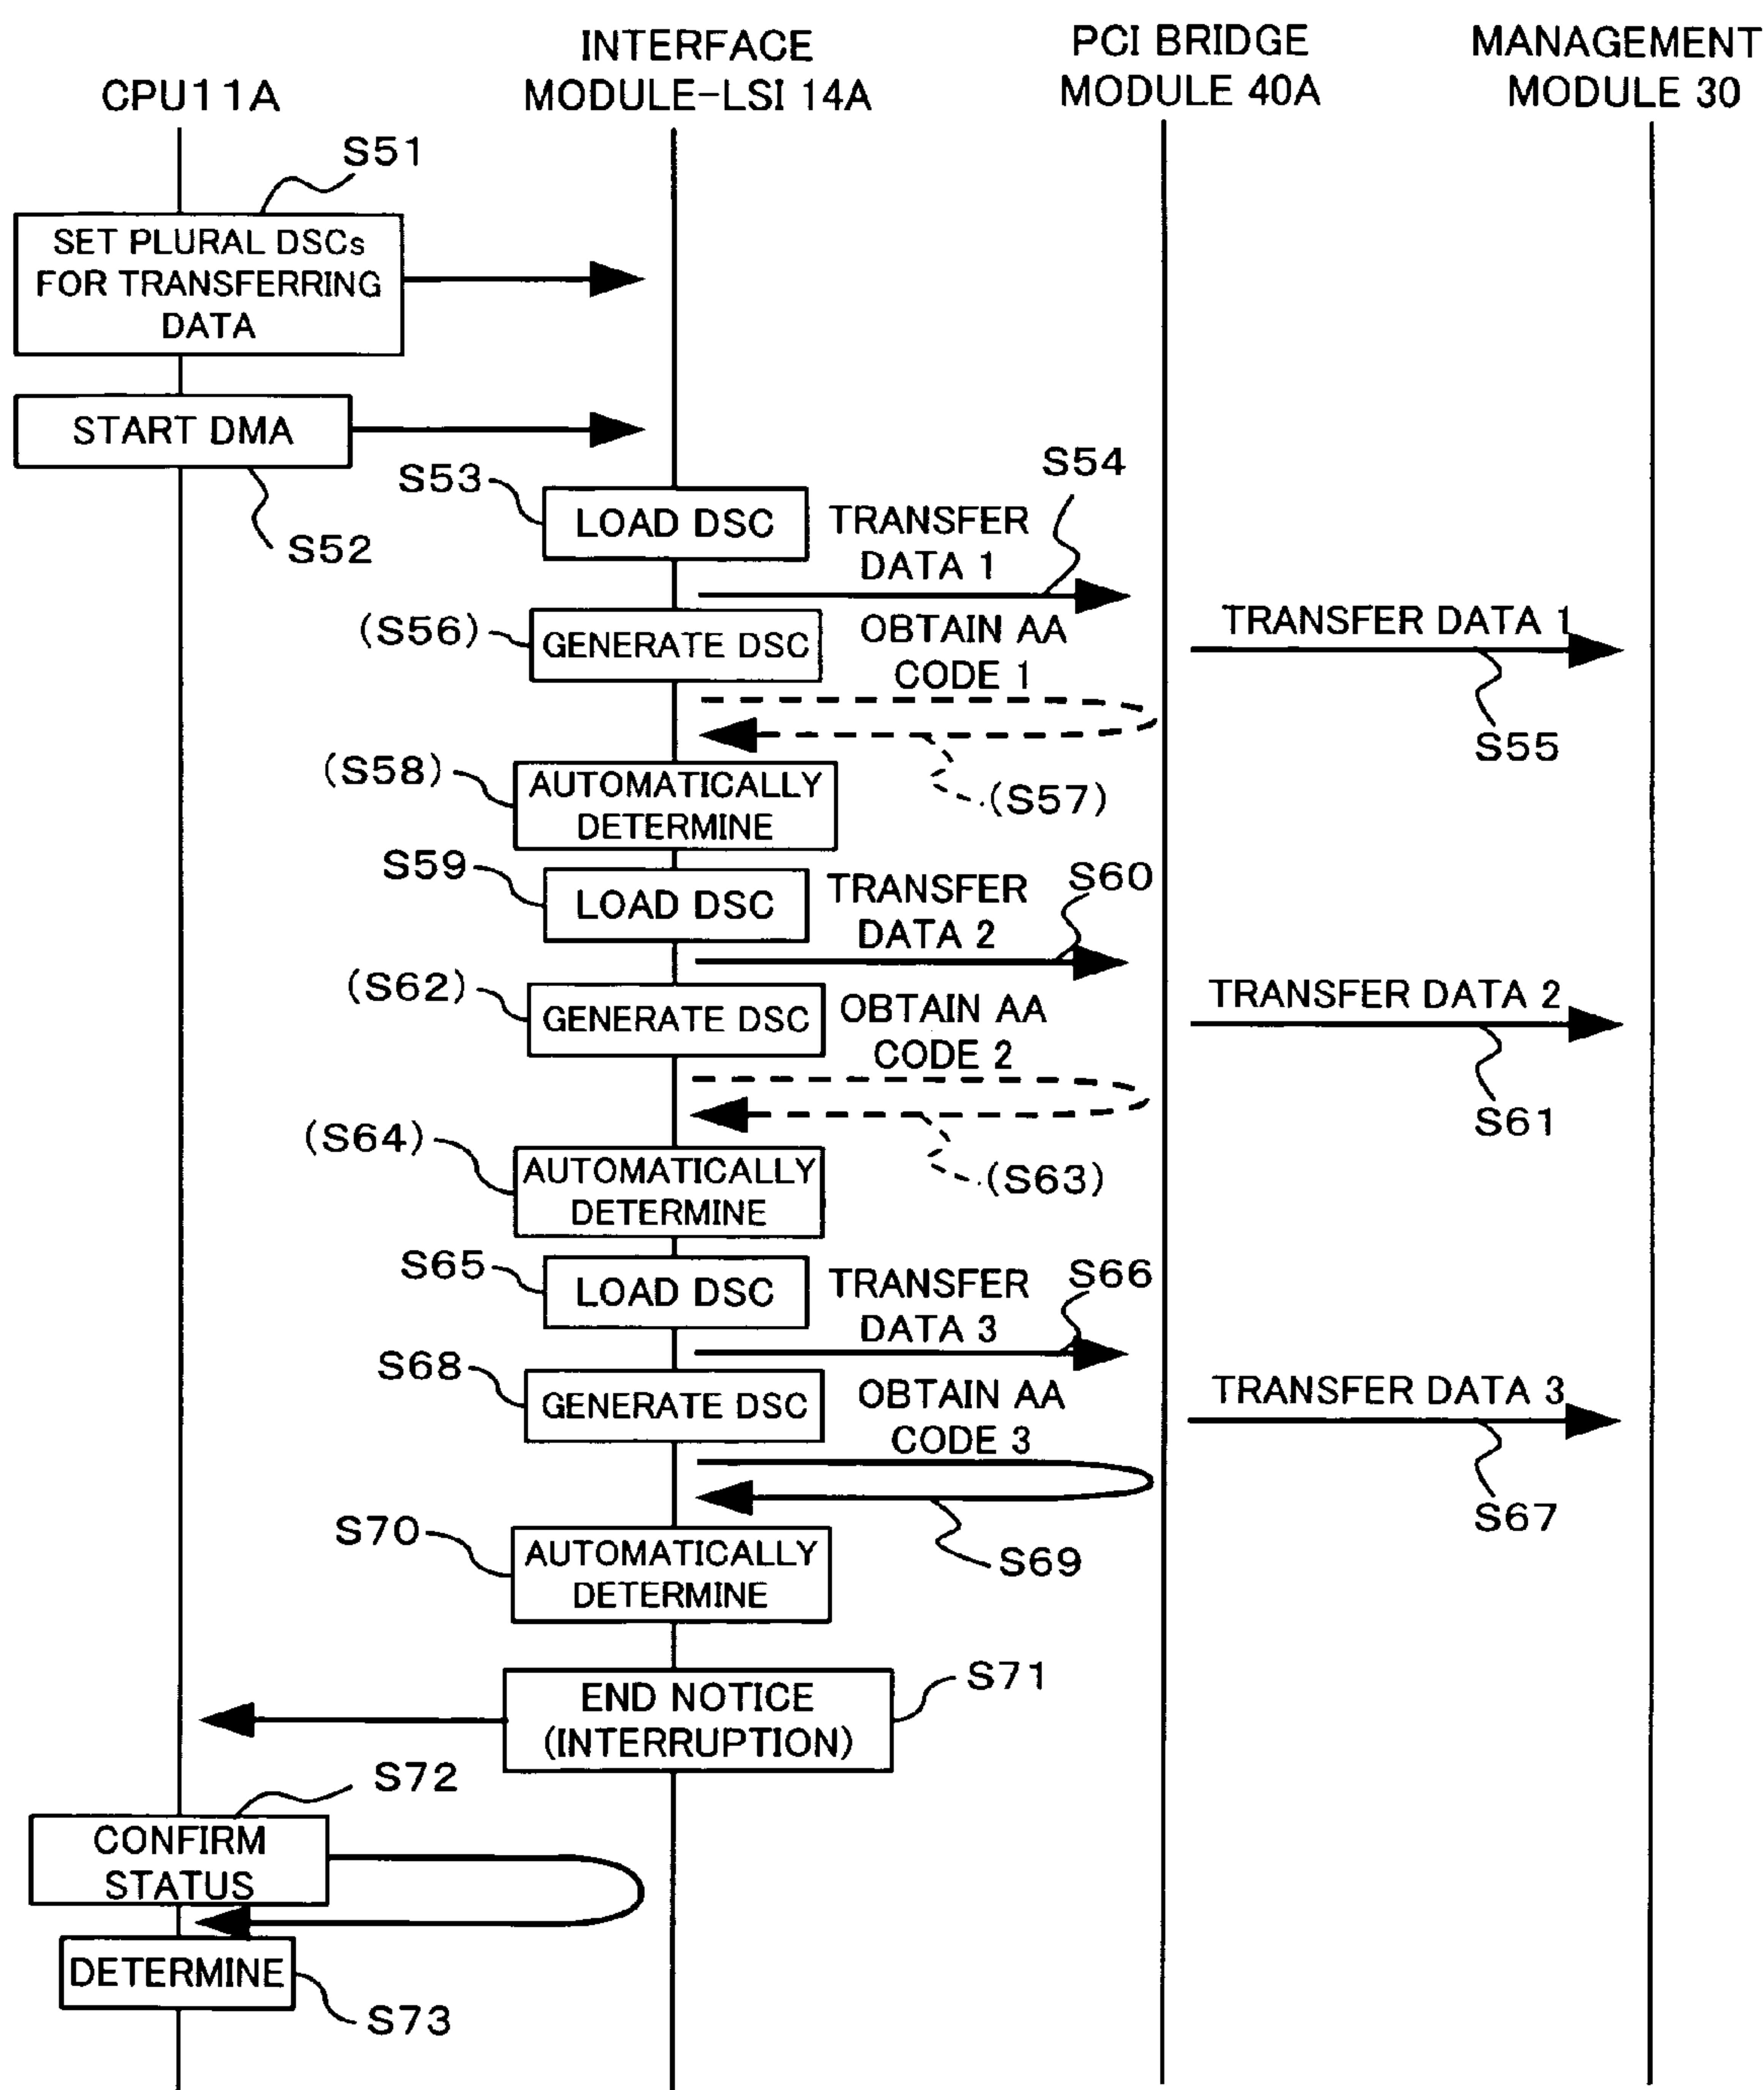 CPU11A
INTERFACE
MODULE-LSI 14A
PCI BRIDGE
MODULE 40A
MANAGEMENT
MODULE 30
S51
SET PLURAL DSCs
FOR TRANSFERRING
DATA
START DMA
S52
S53
LOAD DSC
TRANSFER
DATA 1
S54
(S56)
GENERATE DSC
OBTAIN AA
CODE 1
TRANSFER DATA 1
S55
(S57)
(S58)
AUTOMATICALLY
DETERMINE
S59
LOAD DSC
TRANSFER
DATA 2
S60
(S62)
GENERATE DSC
OBTAIN AA
CODE 2
TRANSFER DATA 2
S61
(S63)
(S64)
AUTOMATICALLY
DETERMINE
S65
LOAD DSC
TRANSFER
DATA 3
S66
S68
GENERATE DSC
OBTAIN AA
CODE 3
TRANSFER DATA 3
S67
S69
S70
AUTOMATICALLY
DETERMINE
S71
END NOTICE
(INTERRUPTION)
S72
CONFIRM
STATUS
DETERMINE
S73